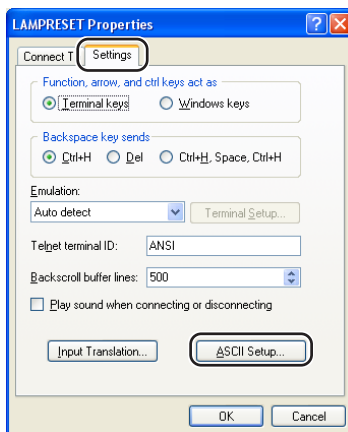 LAMPRESET Properties
Connect T Settings
Function, arrow, and ctrl keys act as
Terminal keys Windows keys
Backspace key sends
Ctrl+H Del Ctrl+H, Space, Ctrl+H
Emulation:
Auto detect Terminal Setup...
Telnet terminal ID: ANSI
Backscroll buffer lines: 500
Play sound when connecting or disconnecting
Input Translation... ASCII Setup...
OK Cancel